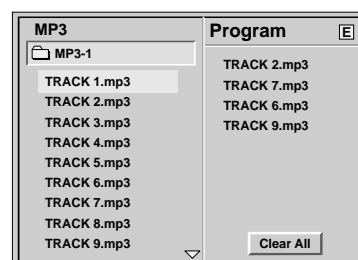 MP3
MP3-1
TRACK 1.mp3
TRACK 2.mp3
TRACK 3.mp3
TRACK 4.mp3
TRACK 5.mp3
TRACK 6.mp3
TRACK 7.mp3
TRACK 8.mp3
TRACK 9.mp3
Program E
TRACK 2.mp3
TRACK 7.mp3
TRACK 6.mp3
TRACK 9.mp3
Clear All